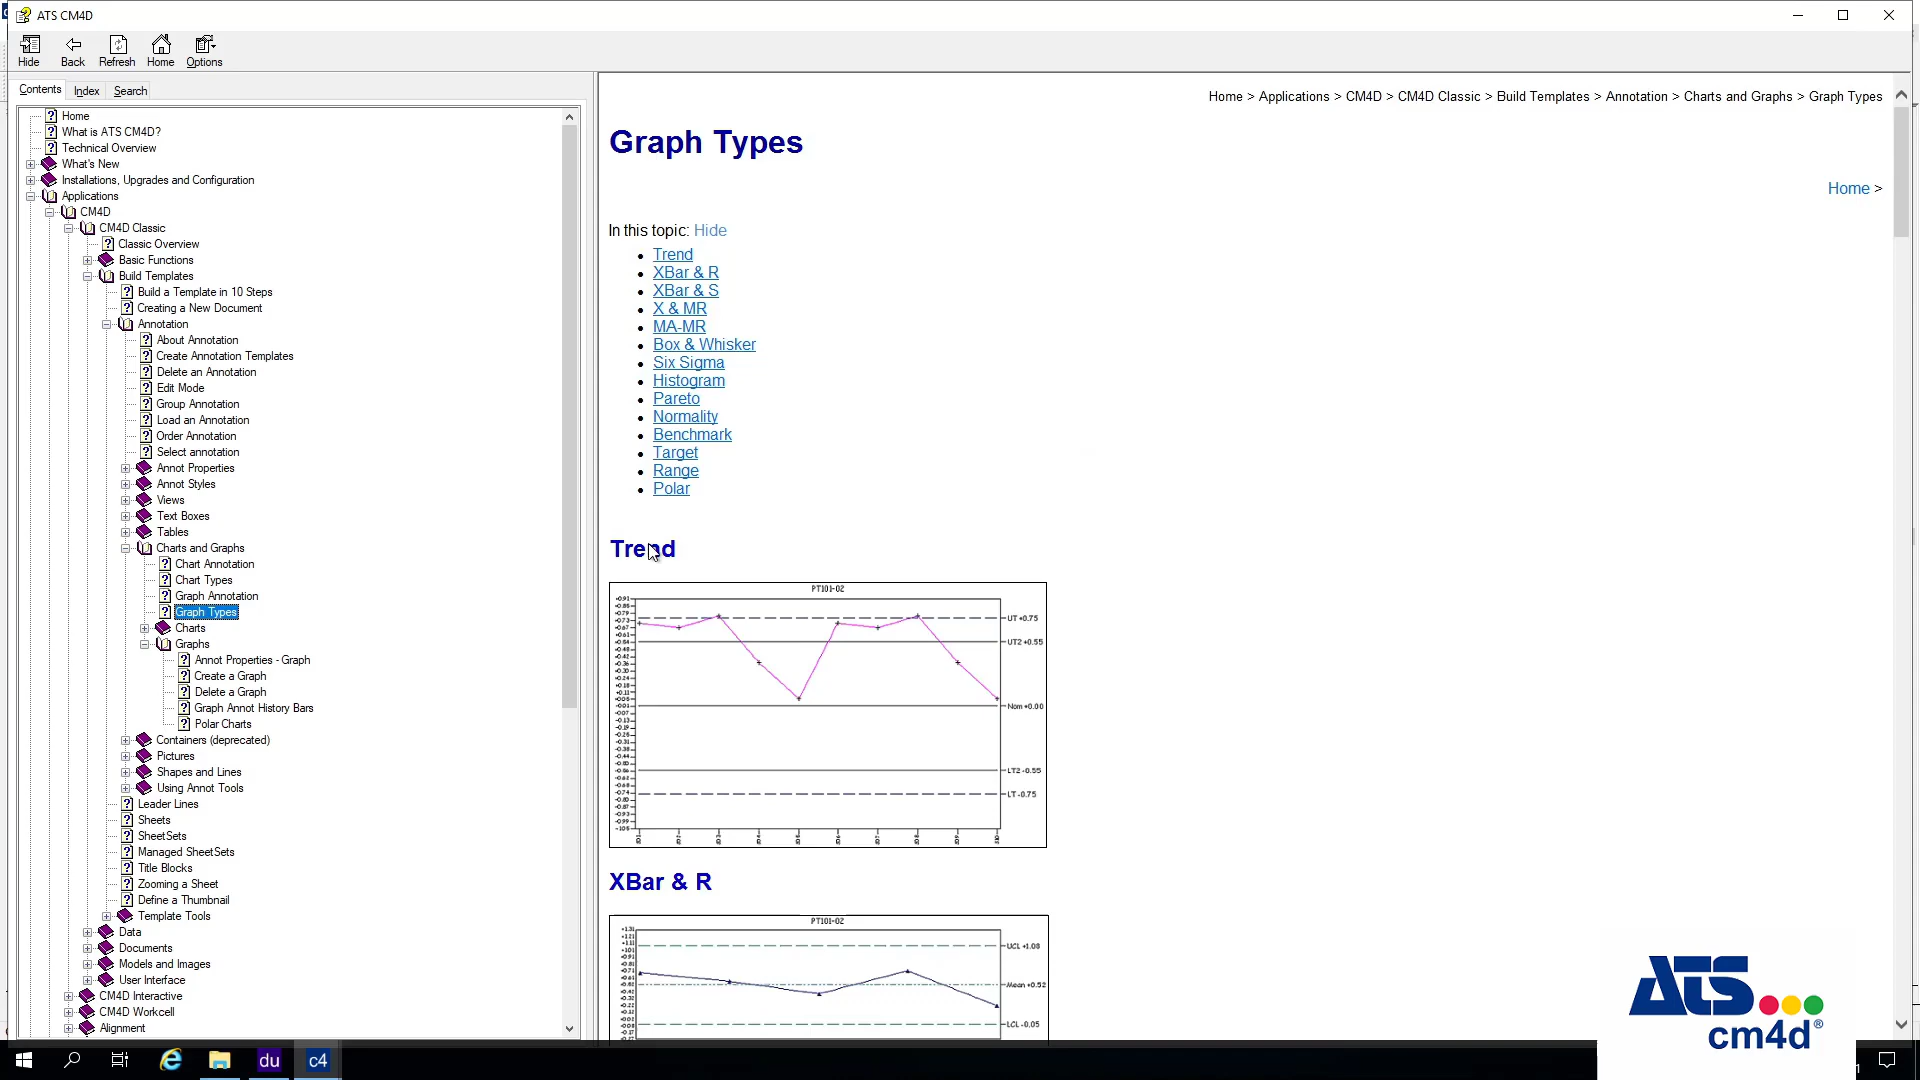 ATS CM4D
Hide Back Refresh Home Options
Contents Index Search
Home
What is ATS CM4D?
Technical Overview
What's New
Installations, Upgrades and Configuration
Applications
CM4D
CM4D Classic
Classic Overview
Basic Functions
Build Templates
Build a Template in 10 Steps
Creating a New Document
Annotation
About Annotation
Create Annotation Templates
Delete an Annotation
Edit Mode
Group Annotation
Load an Annotation
Order Annotation
Select annotation
Annot Properties
Annot Styles
Views
Text Boxes
Tables
Charts and Graphs
Chart Annotation
Chart Types
Graph Annotation
Graph Types
Charts
Graphs
Annot Properties - Graph
Create a Graph
Delete a Graph
Graph Annot History Bars
Polar Charts
Containers (deprecated)
Pictures
Shapes and Lines
Using Annot Tools
Leader Lines
Sheets
SheetSets
Managed SheetSets
Title Blocks
Zooming a Sheet
Define a Thumbnail
Template Tools
Data
Documents
Models and Images
User Interface
CM4D Interactive
CM4D Workcell
Alignment
Home > Applications > CM4D > CM4D Classic > Build Templates > Annotation > Charts and Graphs > Graph Types
Graph Types
Home >
In this topic: Hide
Trend
XBar & R
XBar & S
X & MR
MA-MR
Box & Whisker
Six Sigma
Histogram
Pareto
Normality
Benchmark
Target
Range
Polar
Trend
PT101-02
UT +0.75
UT2 +0.55
Nom +0.00
LT2 -0.55
LT -0.75
XBar & R
PT101-02
UCL +1.08
Mean +0.52
LCL -0.05
du c4
ATS
cm4d®